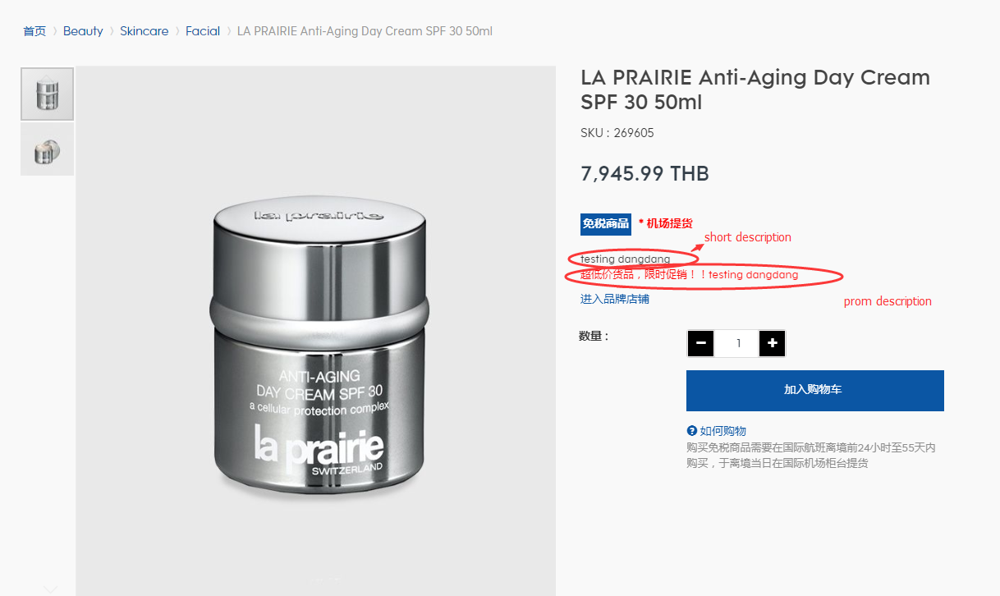 首页 > Beauty > Skincare > Facial > LA PRAIRIE Anti-Aging Day Cream SPF 30 50ml
LA PRAIRIE Anti-Aging Day Cream
SPF 30 50ml
SKU : 269605
7,945.99 THB
免税商品 * 机场提货
short description
testing dangdang
超低价货品，限时促销！！testing dangdang
进入品牌店铺
prom description
数量 :
− 1 +
加入购物车
? 如何购物
购买免税商品需要在国际航班离境前24小时至55天内
购买，于离境当日在国际机场柜台提货
la prairie
ANTI-AGING
DAY CREAM SPF 30
a cellular protection complex
la prairie
SWITZERLAND